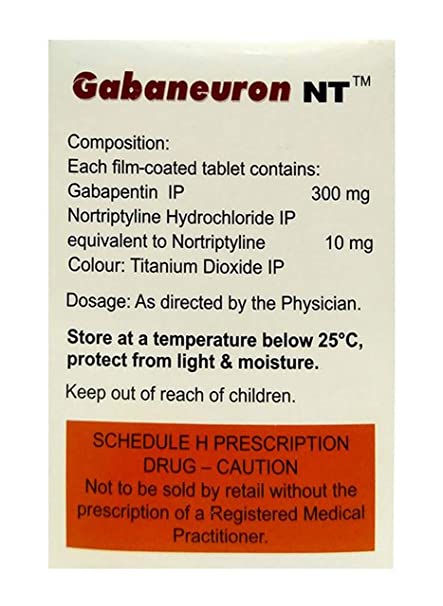 Gabaneuron NT™
Composition:
Each film-coated tablet contains:
Gabapentin IP 300 mg
Nortriptyline Hydrochloride IP
equivalent to Nortriptyline 10 mg
Colour: Titanium Dioxide IP
Dosage: As directed by the Physician.
Store at a temperature below 25°C,
protect from light & moisture.
Keep out of reach of children.
SCHEDULE H PRESCRIPTION
DRUG – CAUTION
Not to be sold by retail without the
prescription of a Registered Medical
Practitioner.